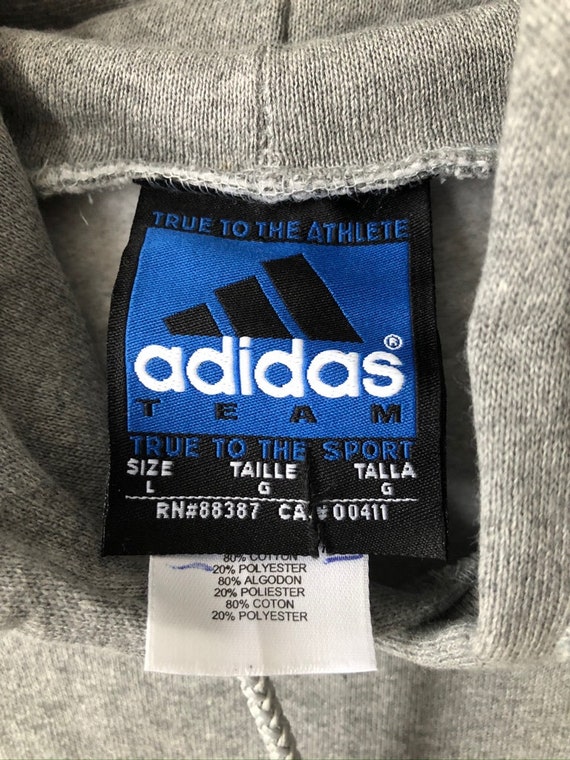 TRUE TO THE ATHLETE
adidas®
TEAM
TRUE TO THE SPORT
SIZE TAILLE TALLA
L G G
RN#88387 CA.# 00411
80% COTTON
20% POLYESTER
80% ALGODON
20% POLIESTER
80% COTON
20% POLYESTER